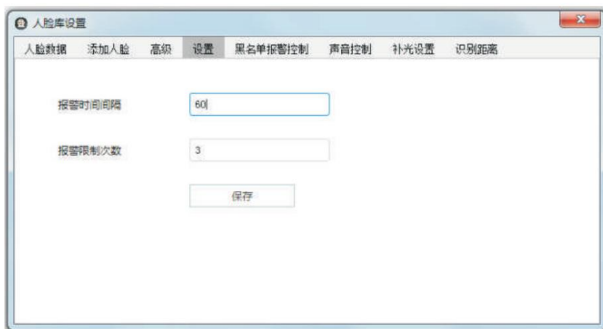 人脸库设置
人脸数据 添加人脸 高级 设置 黑名单报警控制 声音控制 补光设置 识别距离
报警时间间隔 60
报警限制次数 3
保存